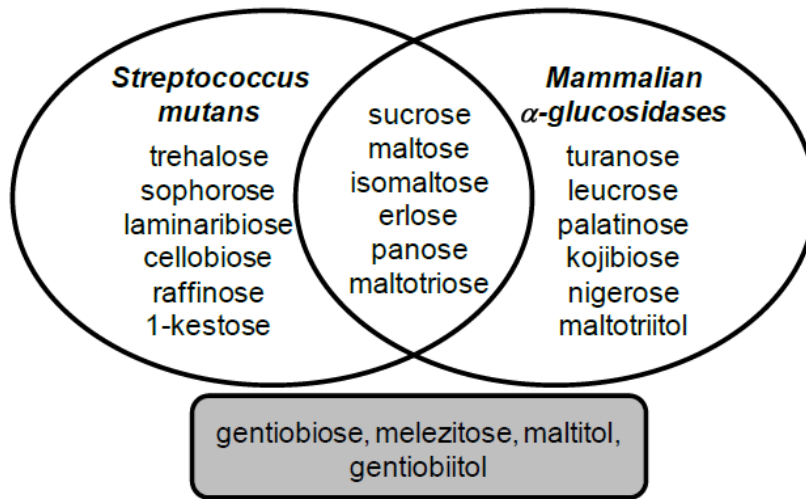 Streptococcus
mutans
trehalose
sophorose
laminaribiose
cellobiose
raffinose
1-kestose
sucrose
maltose
isomaltose
erlose
panose
maltotriose
Mammalian
α-glucosidases
turanose
leucrose
palatinose
kojibiose
nigerose
maltotriitol
gentiobiose, melezitose, maltitol,
gentiobiitol